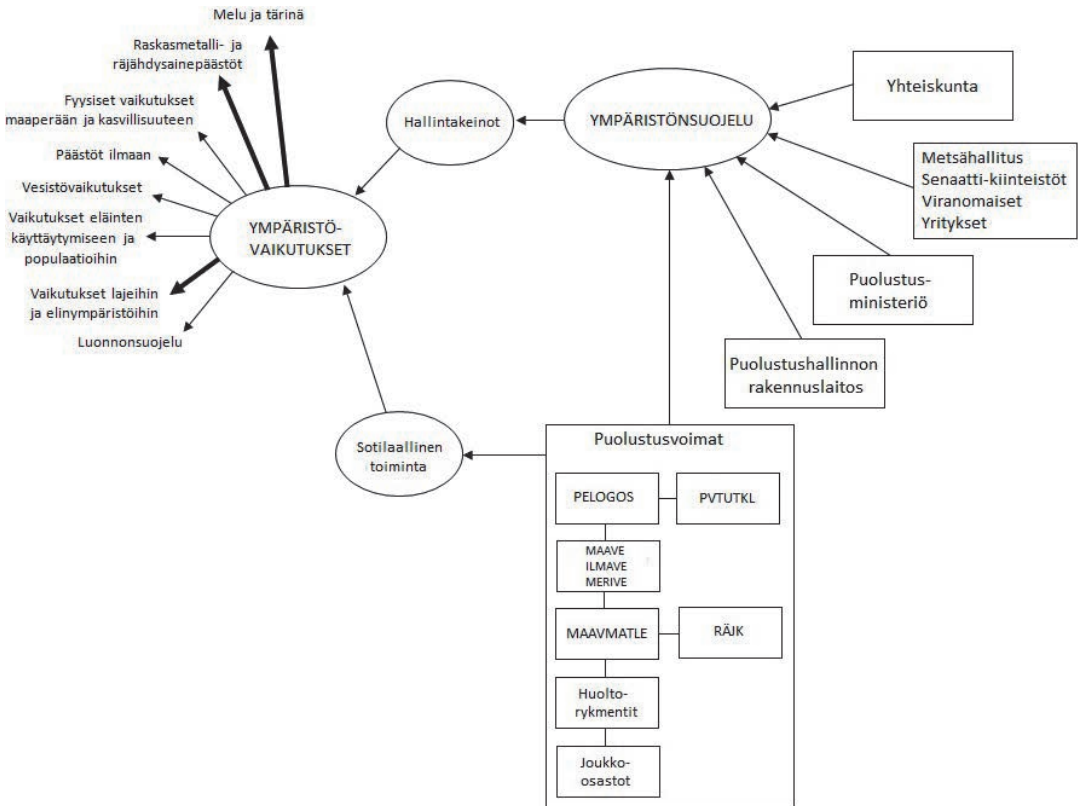 Melu ja tärinä
Raskasmetalli- ja
räjähdysainepäästöt
Fyysiset vaikutukset
maaperään ja kasvillisuuteen
Päästöt ilmaan
Vesistövaikutukset
Vaikutukset eläinten
käyttäytymiseen ja
populaatioihin
Vaikutukset lajeihin
ja elinympäristöihin
Luonnonsuojelu
YMPÄRISTÖ-
VAIKUTUKSET
Hallintakeinot
YMPÄRISTÖNSUOJELU
Yhteiskunta
Metsähallitus
Senaatti-kiinteistöt
Viranomaiset
Yritykset
Puolustus-
ministeriö
Puolustushallinnon
rakennuslaitos
Sotilaallinen
toiminta
Puolustusvoimat
PELOGOS
PVTUTKL
MAAVE
ILMAVE
MERIVE
MAAVMATLE
RÄJK
Huolto-
rykmentit
Joukko-
osastot